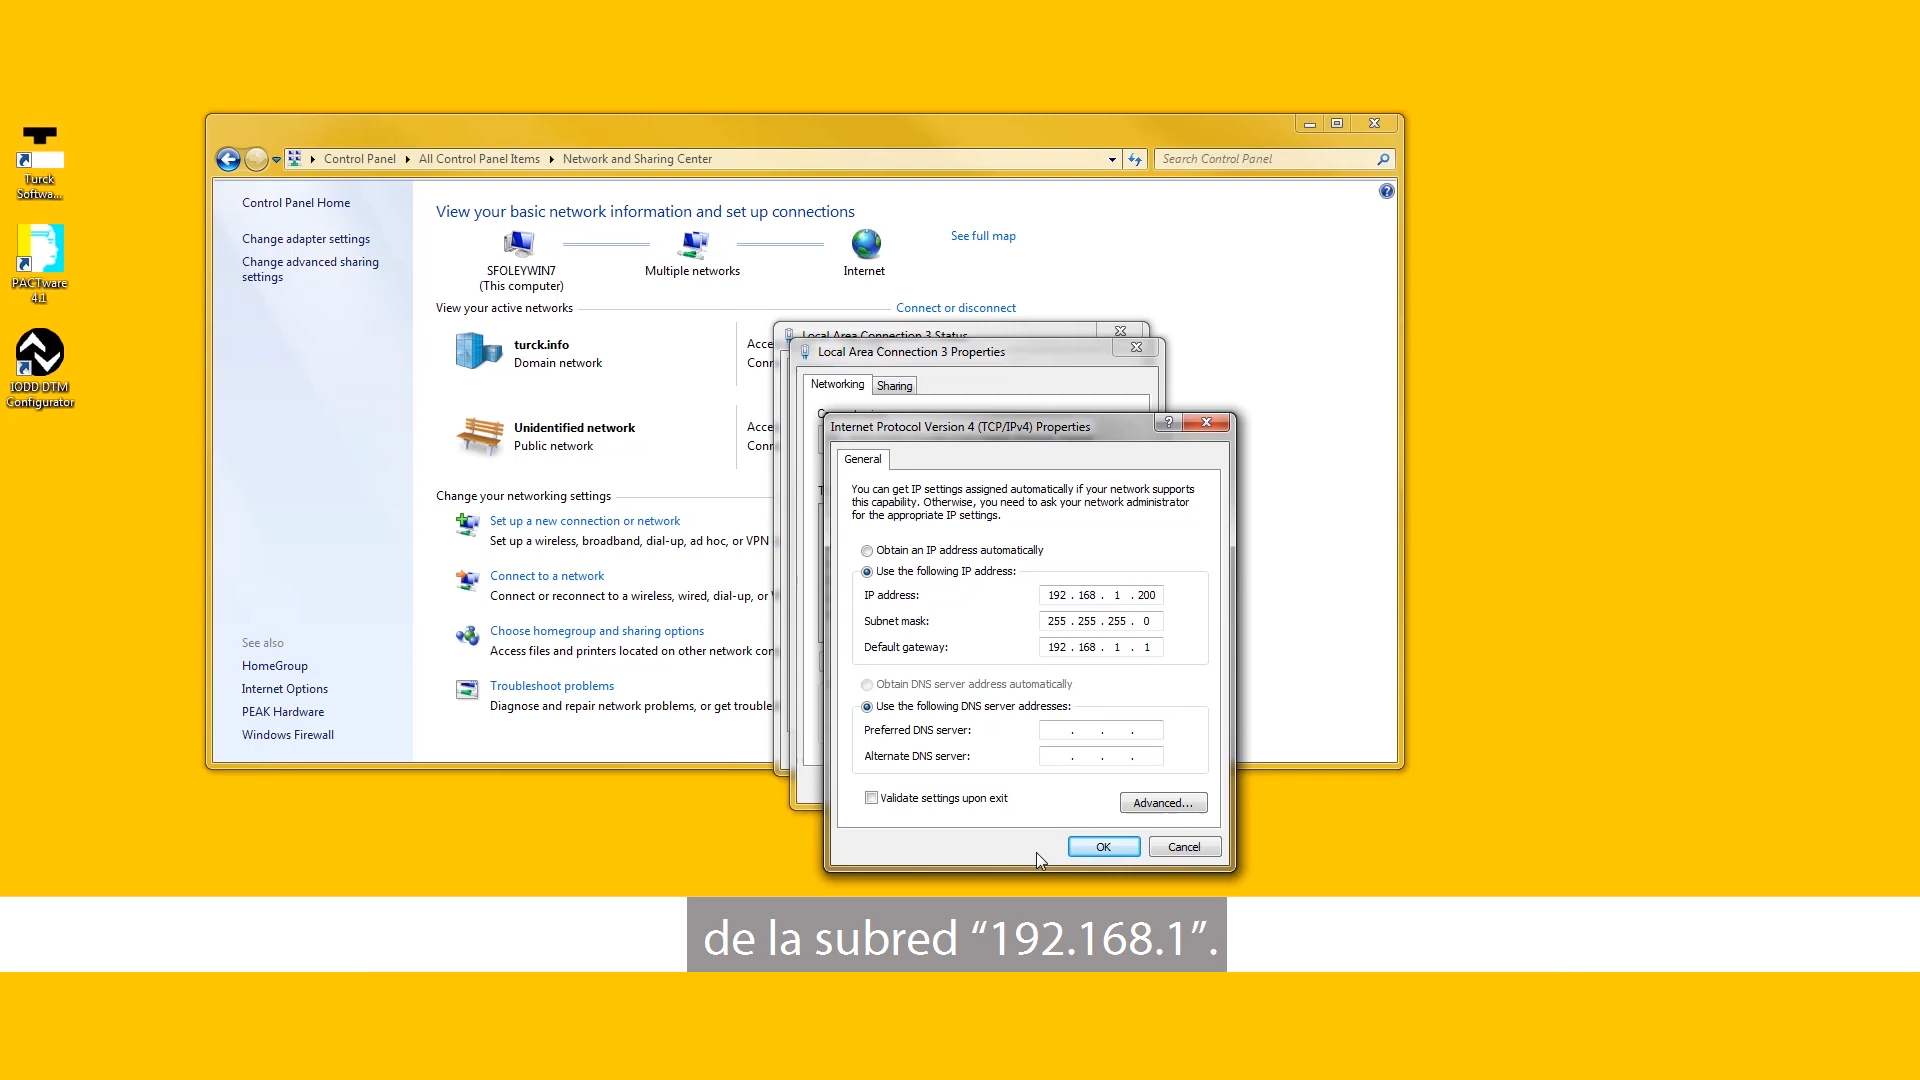 Turck
Softwa...
PACTware
4.1
IODD DTM
Configurator
Control Panel
All Control Panel Items
Network and Sharing Center
Search Control Panel
Control Panel Home
Change adapter settings
Change advanced sharing
settings
See also
HomeGroup
Internet Options
PEAK Hardware
Windows Firewall
View your basic network information and set up connections
SFOLEYWIN7
(This computer)
Multiple networks
Internet
See full map
View your active networks
Connect or disconnect
turck.info
Domain network
Acce
Conn
Unidentified network
Public network
Acce
Conn
Change your networking settings
Set up a new connection or network
Set up a wireless, broadband, dial-up, ad hoc, or VPN
Connect to a network
Connect or reconnect to a wireless, wired, dial-up, or
Choose homegroup and sharing options
Access files and printers located on other network con
Troubleshoot problems
Diagnose and repair network problems, or get trouble
Local Area Connection 3 Status
Local Area Connection 3 Properties
Networking
Sharing
Internet Protocol Version 4 (TCP/IPv4) Properties
General
You can get IP settings assigned automatically if your network supports
this capability. Otherwise, you need to ask your network administrator
for the appropriate IP settings.
Obtain an IP address automatically
Use the following IP address:
IP address: 192 . 168 . 1 . 200
Subnet mask: 255 . 255 . 255 . 0
Default gateway: 192 . 168 . 1 . 1
Obtain DNS server address automatically
Use the following DNS server addresses:
Preferred DNS server: . . .
Alternate DNS server: . . .
Validate settings upon exit
Advanced...
OK
Cancel
de la subred “192.168.1”.